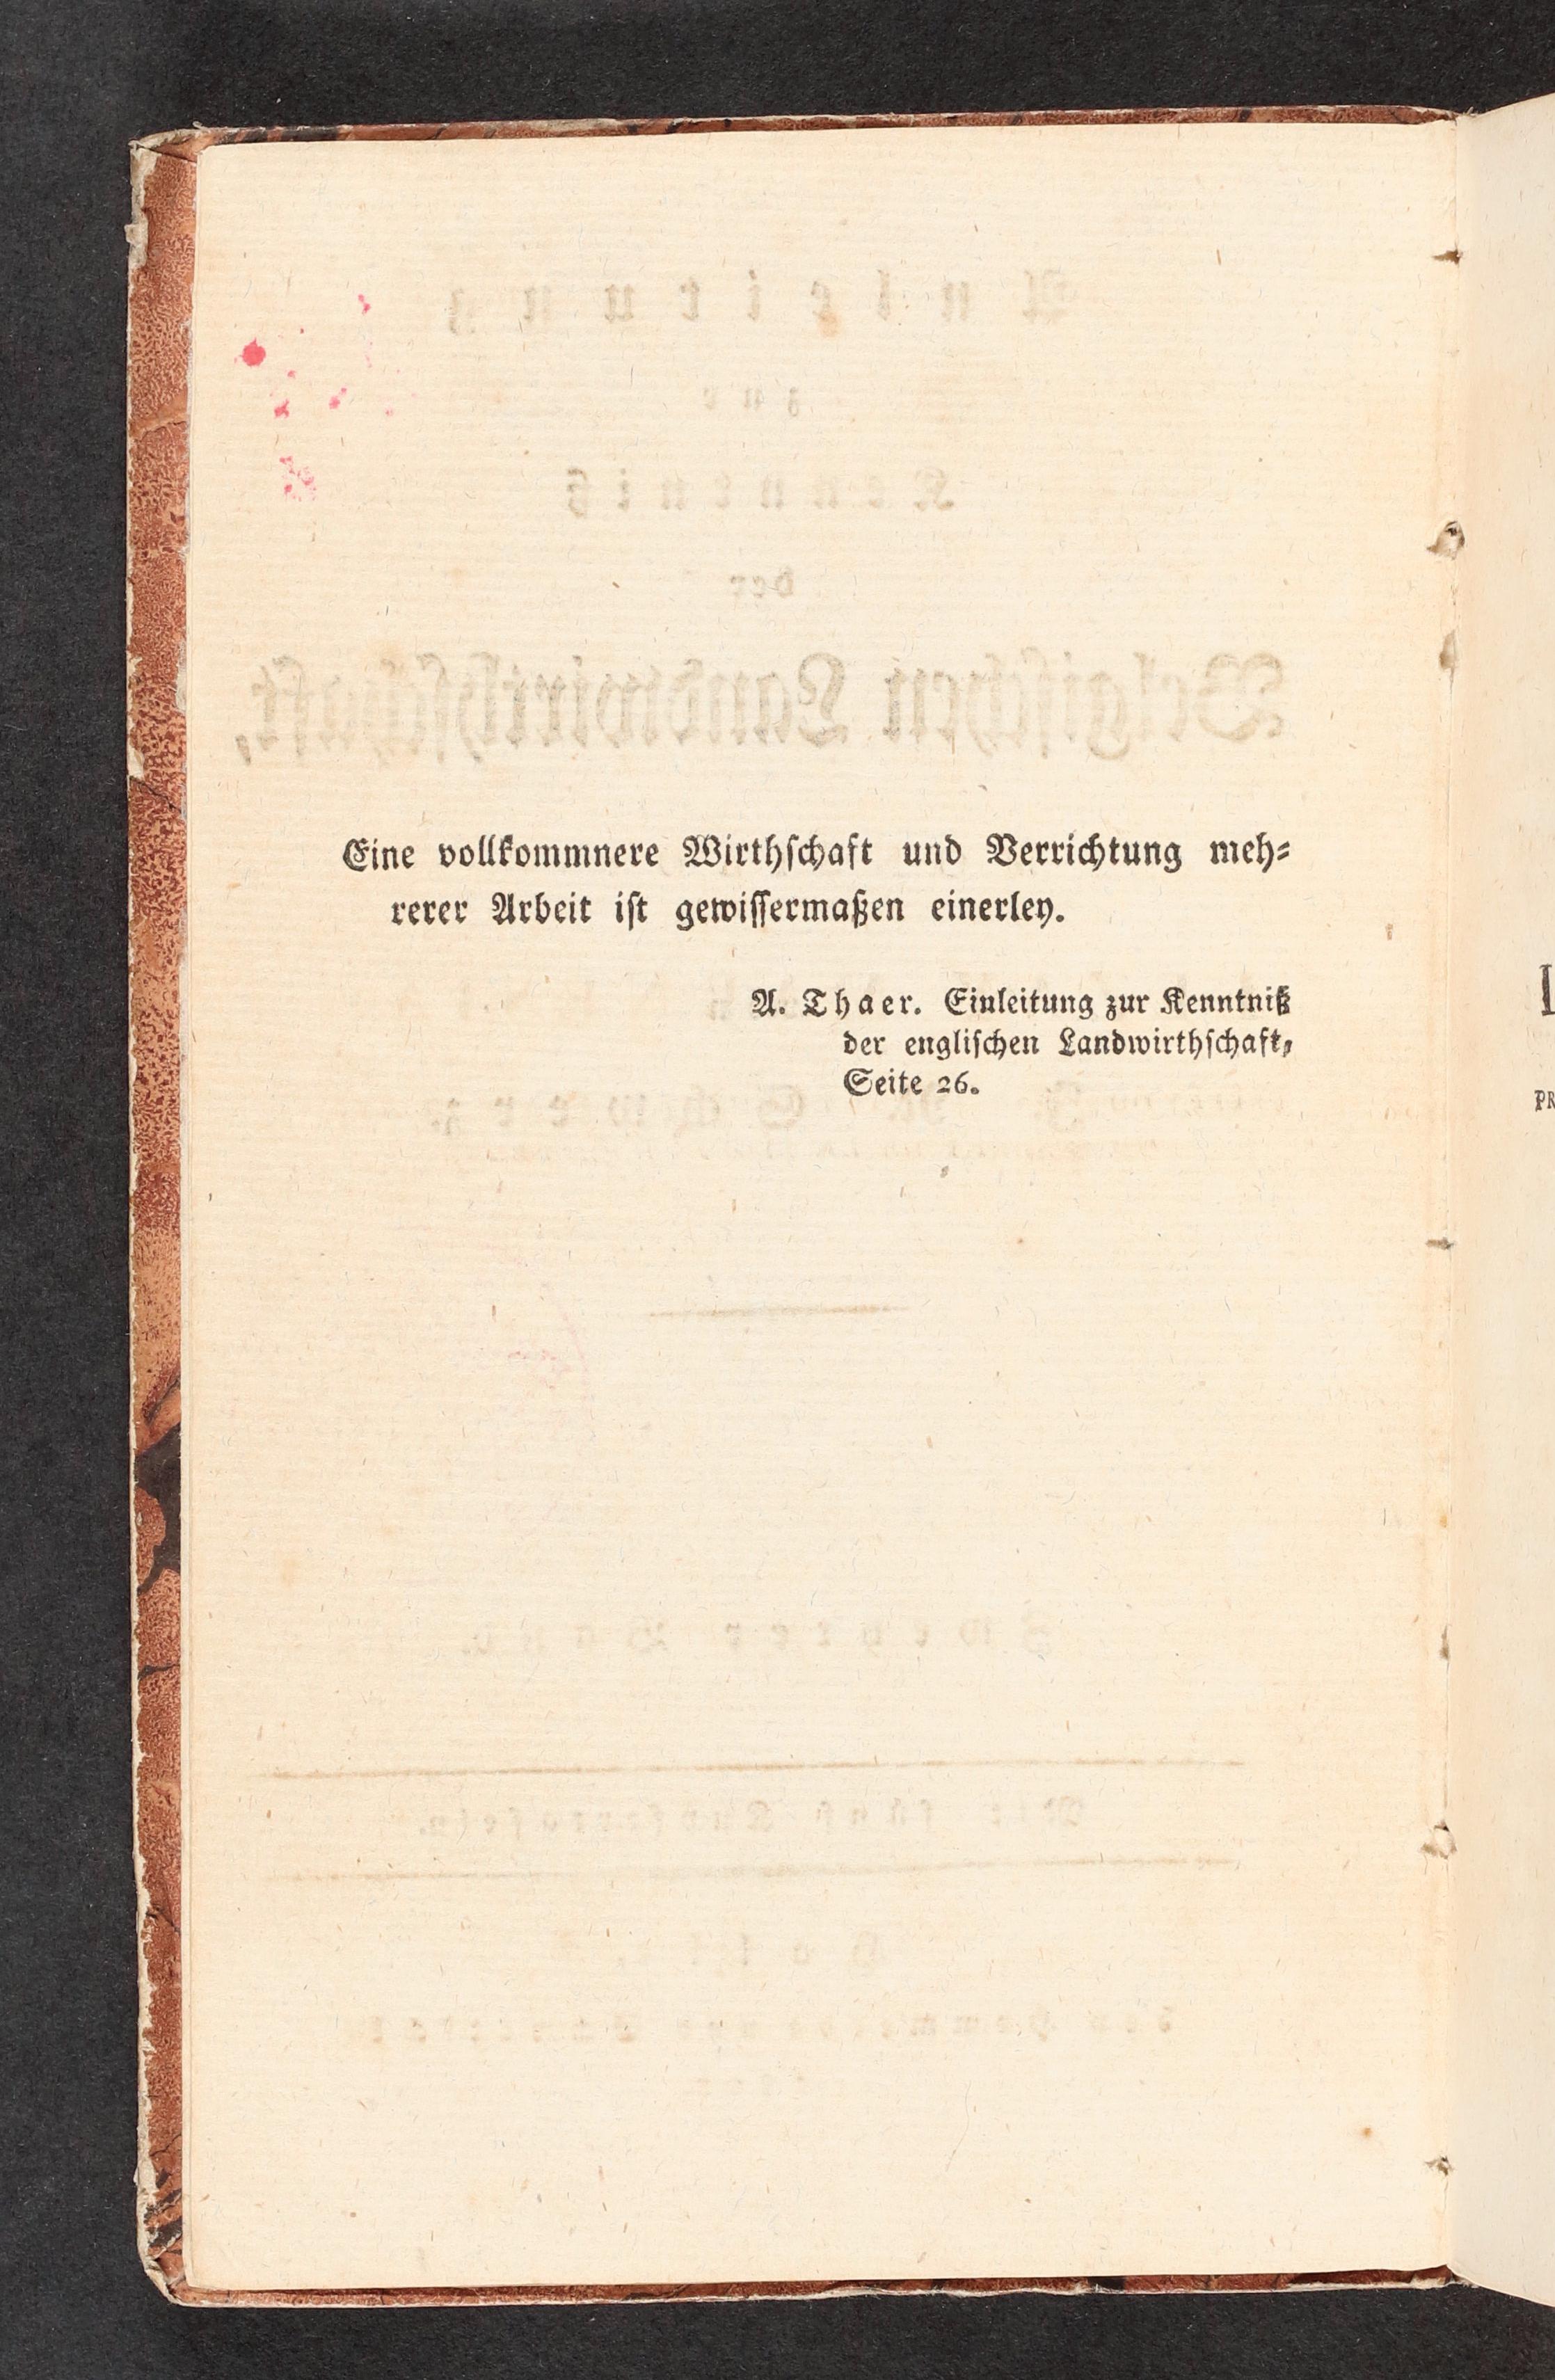 Eine vollkommnere Wirthſchaft und Verrichtung meh⸗
rerer Arbeit iſt gewiſſermaßen einerley.
A. Thaer. Einleitung zur Kenntniß
der engliſchen Landwirthſchaft,
Seite 26.